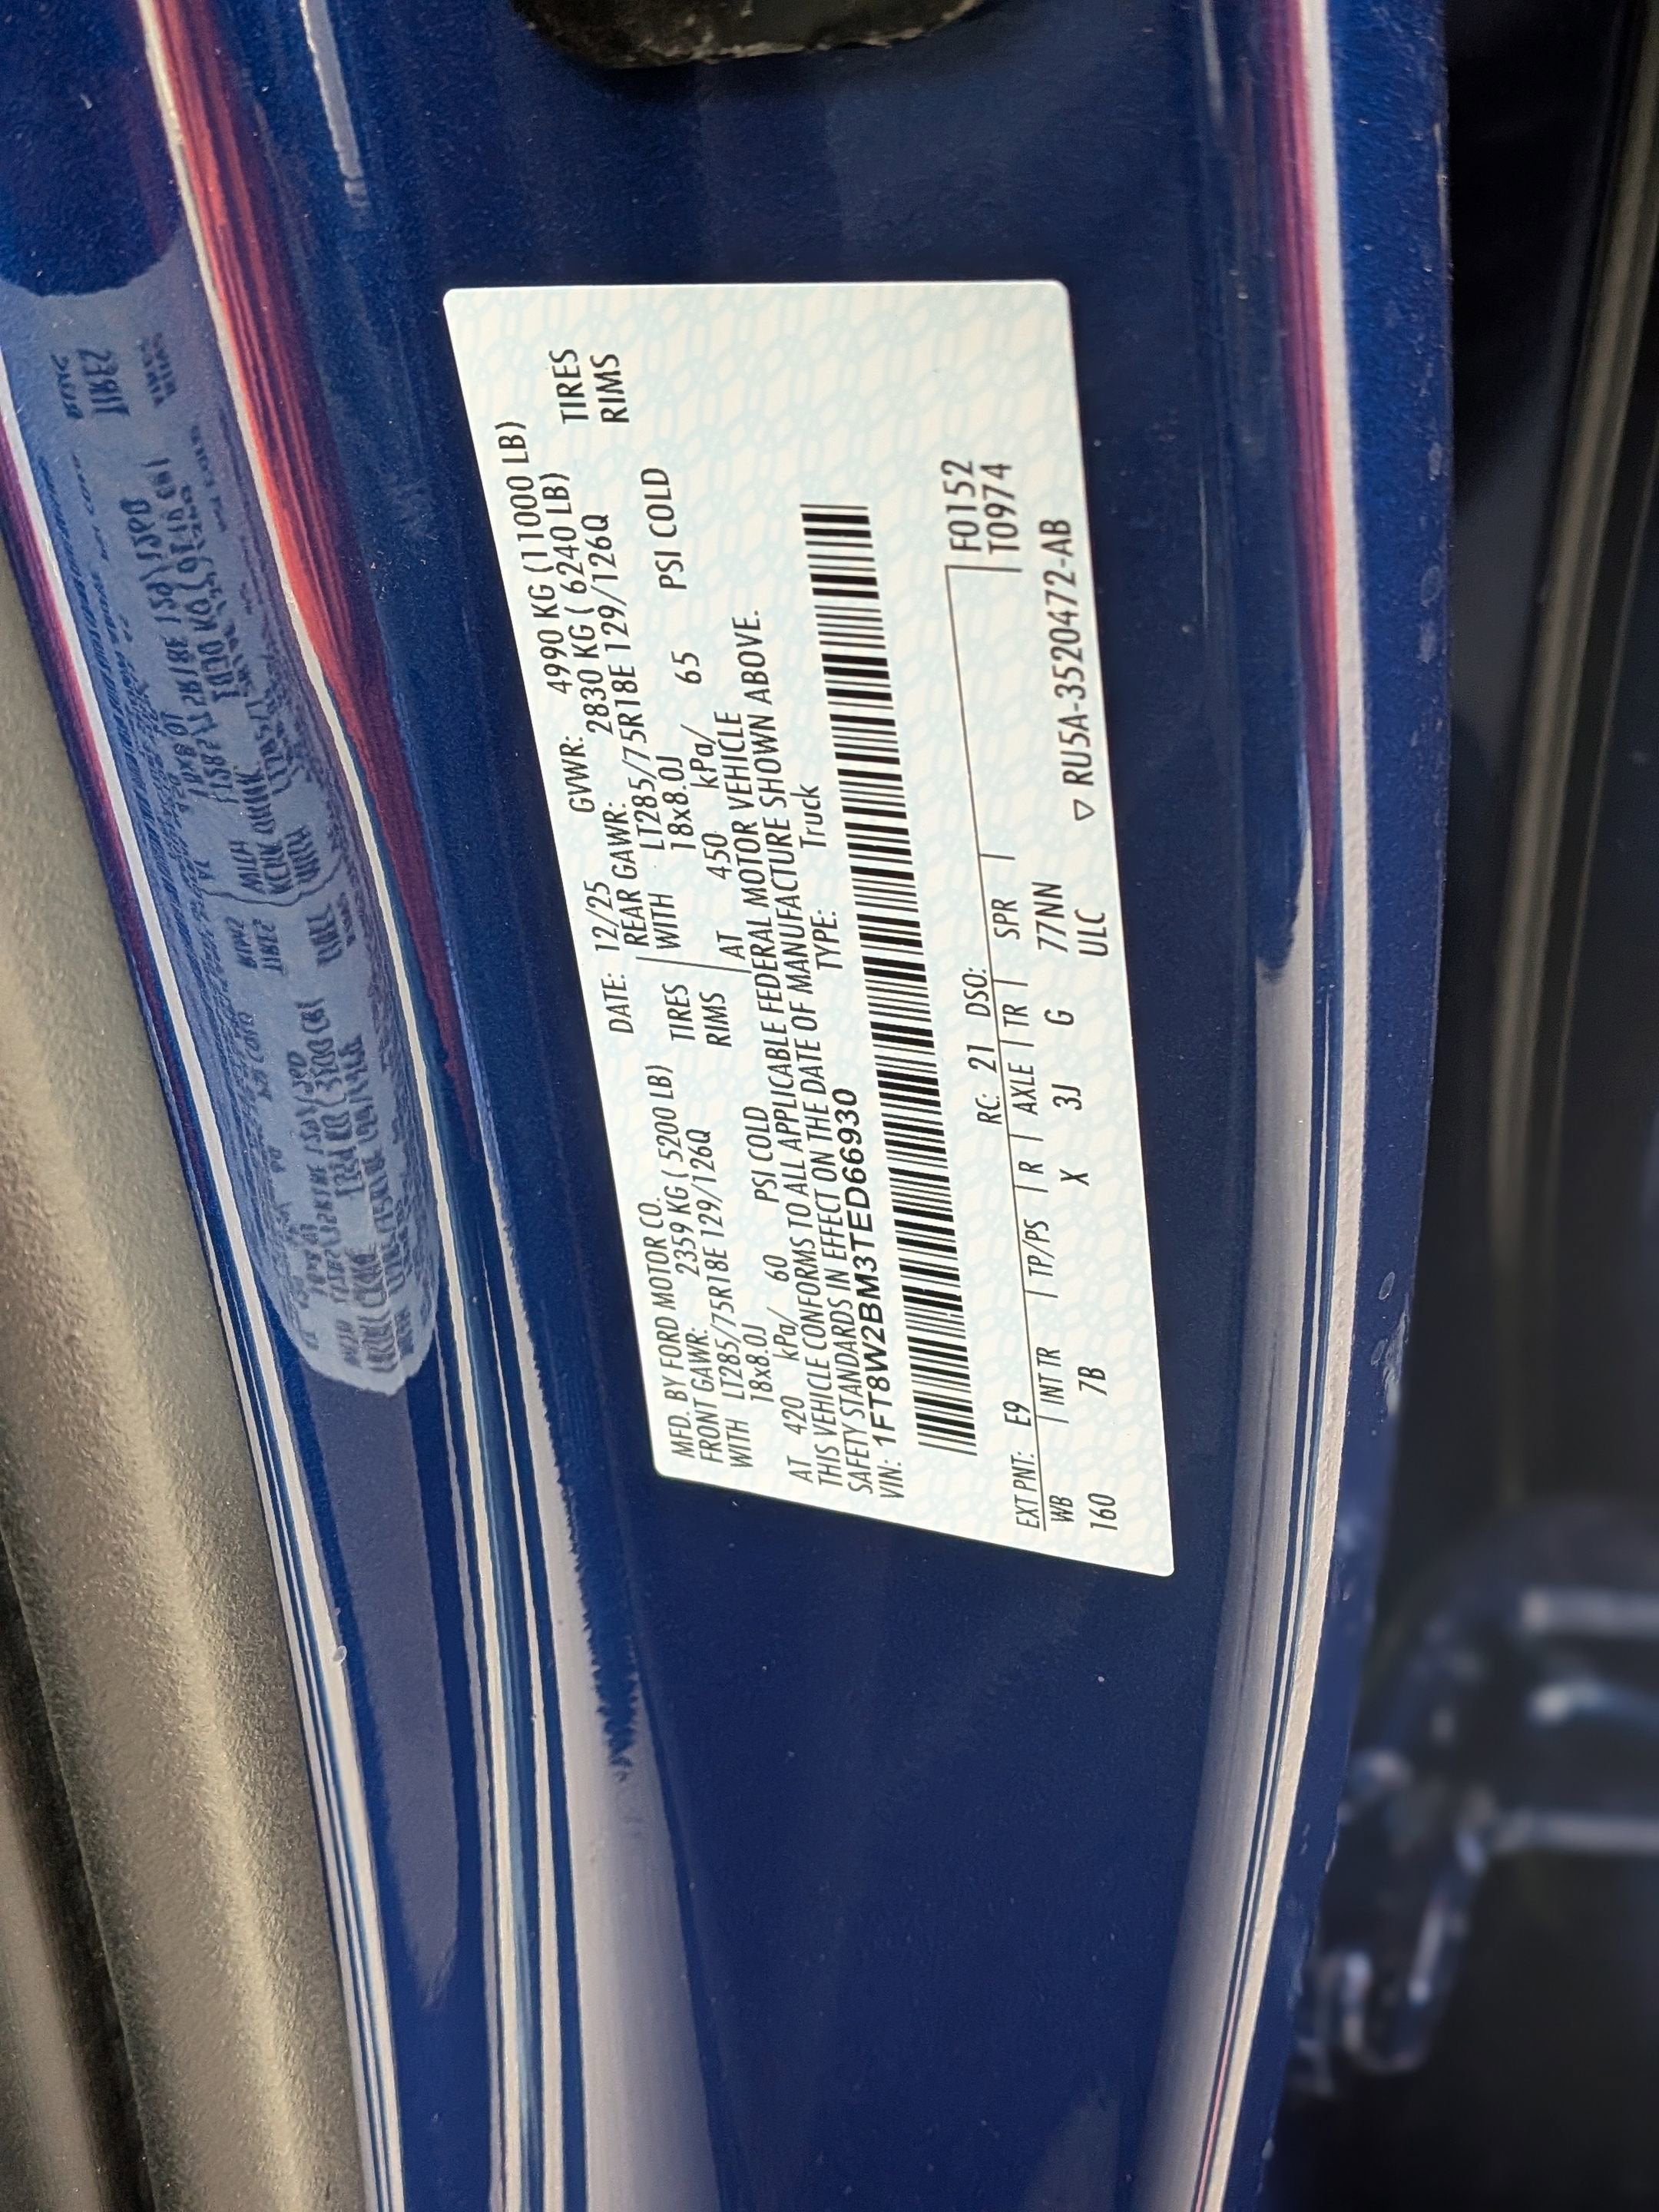 MFD. BY FORD MOTOR CO.
DATE: 12/25 GVWR: 4990 KG (11000 LB)
FRONT GAWR: 2359 KG ( 5200 LB)
REAR GAWR: 2830 KG ( 6240 LB)
WITH LT285/75R18E 129/126Q TIRES
WITH LT285/75R18E 129/126Q TIRES
18x8.0J RIMS
18x8.0J RIMS
AT 420 kPa/ 60 PSI COLD
AT 450 kPa/ 65 PSI COLD
THIS VEHICLE CONFORMS TO ALL APPLICABLE FEDERAL MOTOR VEHICLE
SAFETY STANDARDS IN EFFECT ON THE DATE OF MANUFACTURE SHOWN ABOVE.
VIN: 1FT8W2BM3TED66930 TYPE: Truck
F0152
T0974
EXT PNT: E9 RC: 21 DSO:
WB | INT TR | TP/PS | R | AXLE | TR | SPR |
160 7B X 3J G 77NN
ULC ▽ RU5A-3520472-AB